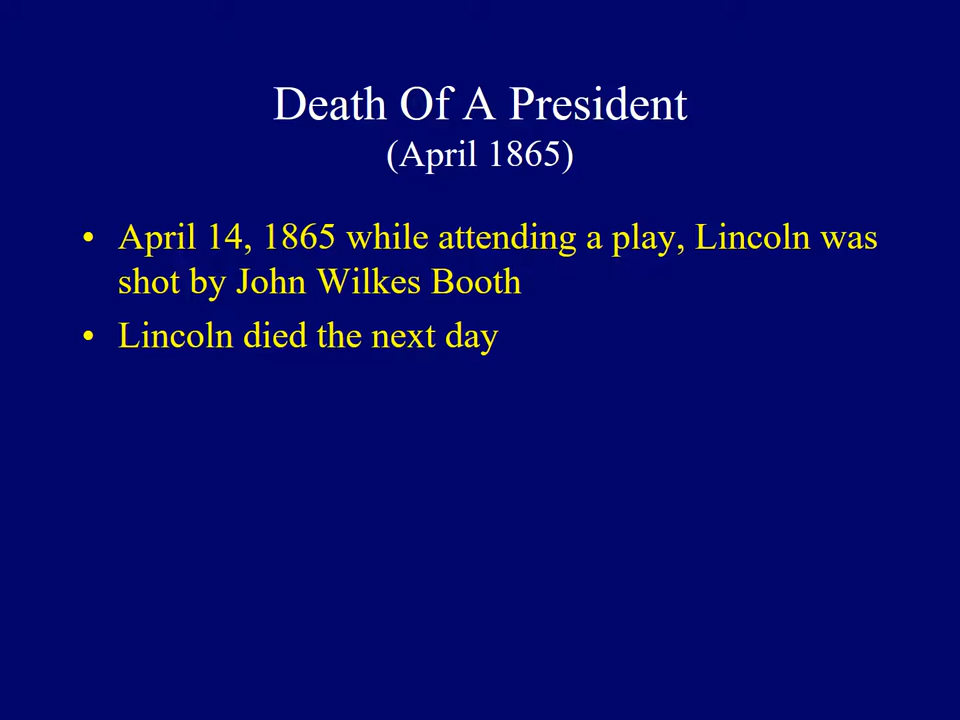 Death Of A President
(April 1865)
• April 14, 1865 while attending a play, Lincoln was
shot by John Wilkes Booth
• Lincoln died the next day